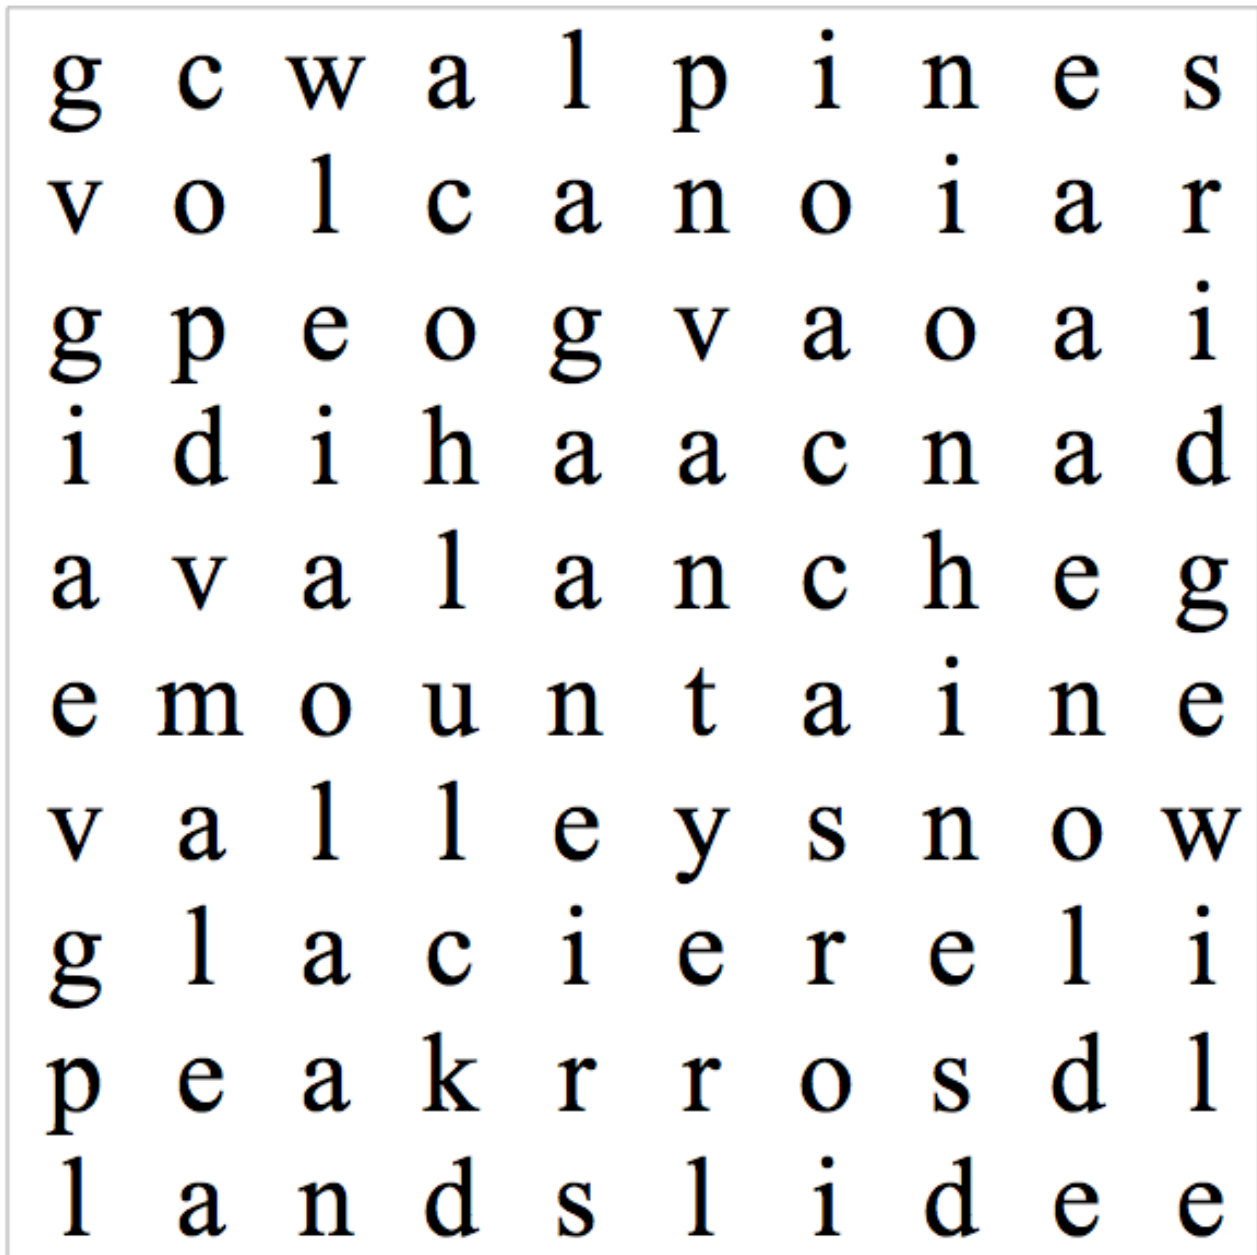 g c w a l p i n e s
v o l c a n o i a r
g p e o g v a o a i
i d i h a a c n a d
a v a l a n c h e g
e m o u n t a i n e
v a l l e y s n o w
g l a c i e r e l i
p e a k r r o s d l
l a n d s l i d e e